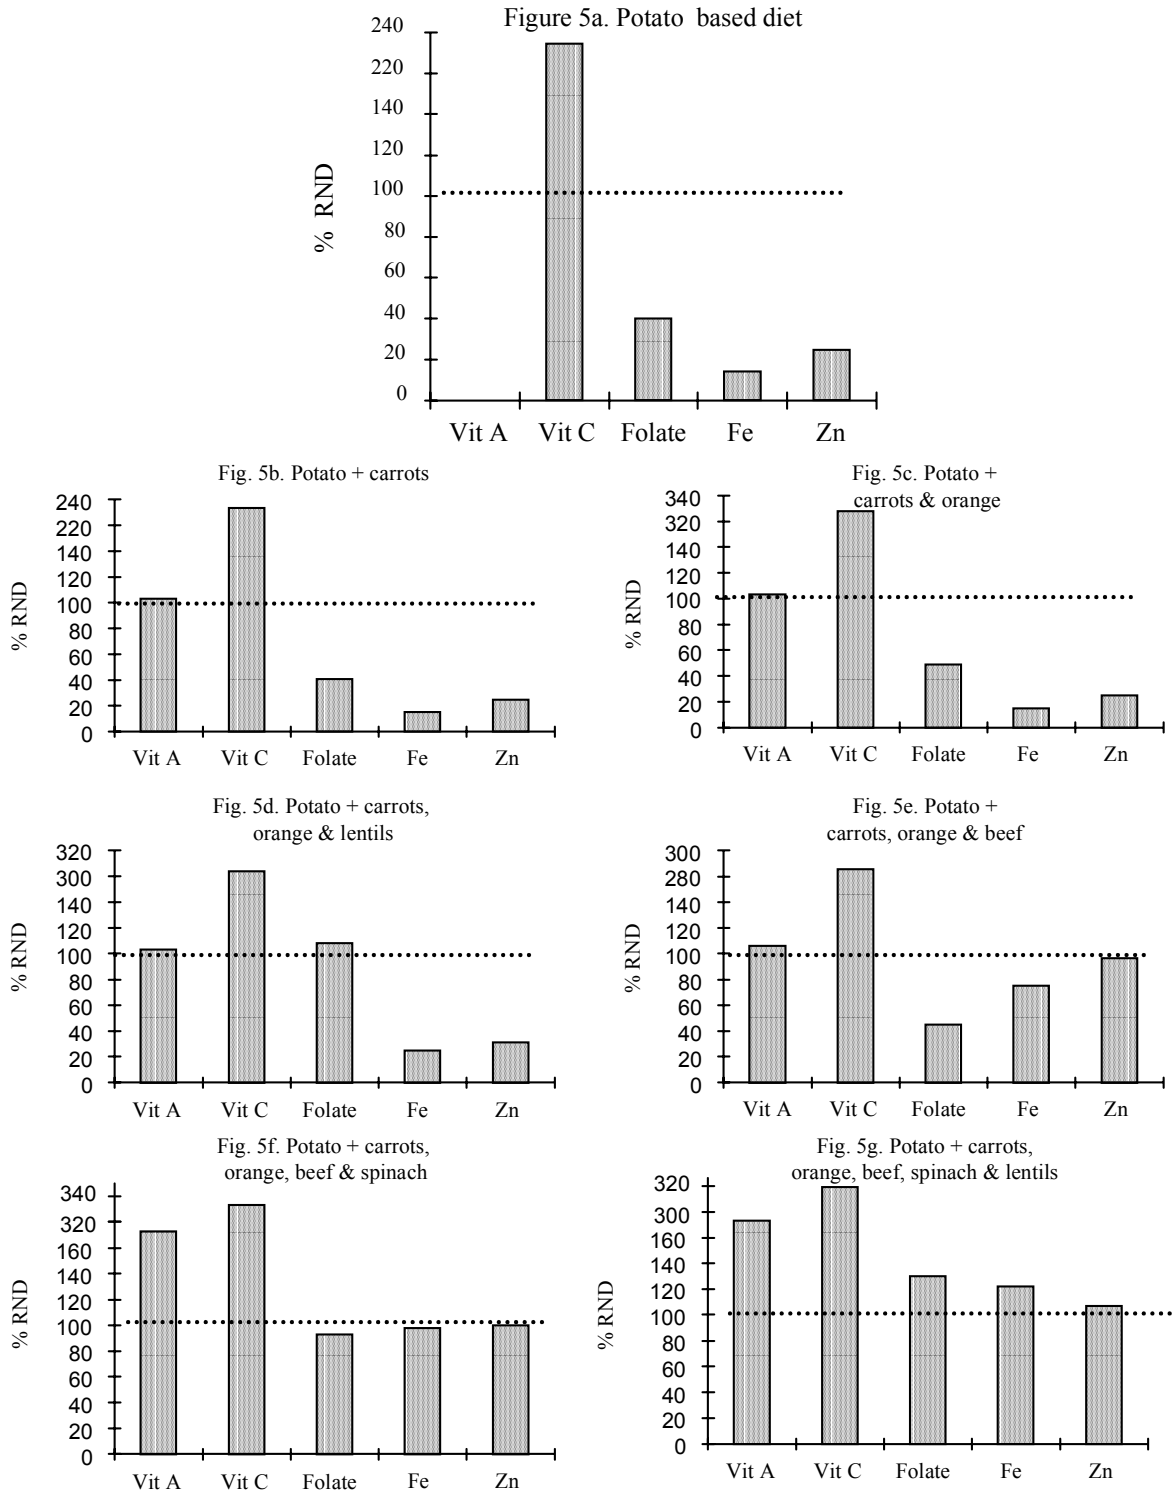 Figure 5a. Potato based diet
240
220
140
120
100
80
60
40
20
0
% RND
Vit A Vit C Folate Fe Zn
Fig. 5b. Potato + carrots
240
220
140
120
100
80
60
40
20
0
% RND
Vit A Vit C Folate Fe Zn
Fig. 5c. Potato +
carrots & orange
340
320
140
120
100
80
60
40
20
0
% RND
Vit A Vit C Folate Fe Zn
Fig. 5d. Potato + carrots,
orange & lentils
320
300
140
120
100
80
60
40
20
0
% RND
Vit A Vit C Folate Fe Zn
Fig. 5e. Potato +
carrots, orange & beef
300
280
140
120
100
80
60
40
20
0
% RND
Vit A Vit C Folate Fe Zn
Fig. 5f. Potato + carrots,
orange, beef & spinach
340
320
160
140
120
100
80
60
40
20
0
% RND
Vit A Vit C Folate Fe Zn
Fig. 5g. Potato + carrots,
orange, beef, spinach & lentils
320
300
160
140
120
100
80
60
40
20
0
% RND
Vit A Vit C Folate Fe Zn